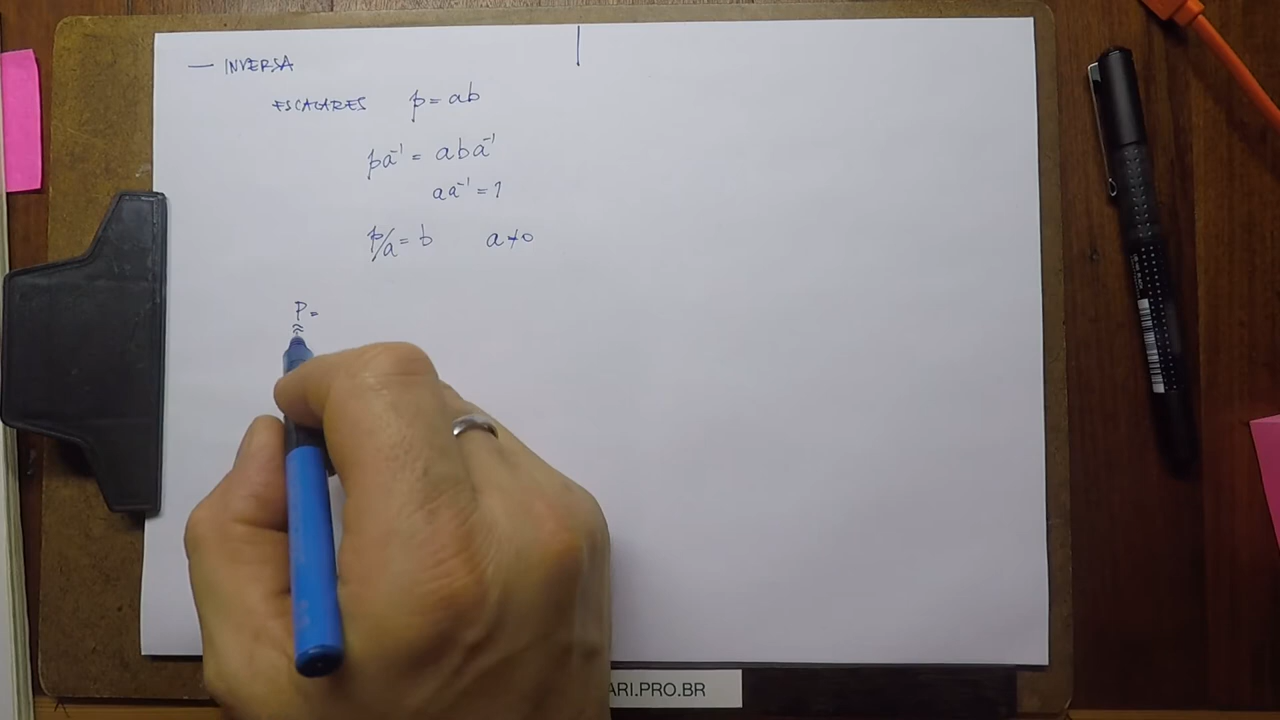 — INVERSA
ESCALARES p = ab
pa⁻¹ = aba⁻¹
aa⁻¹ = 1
p/a = b a ≠ 0
P =
≈
ARI.PRO.BR